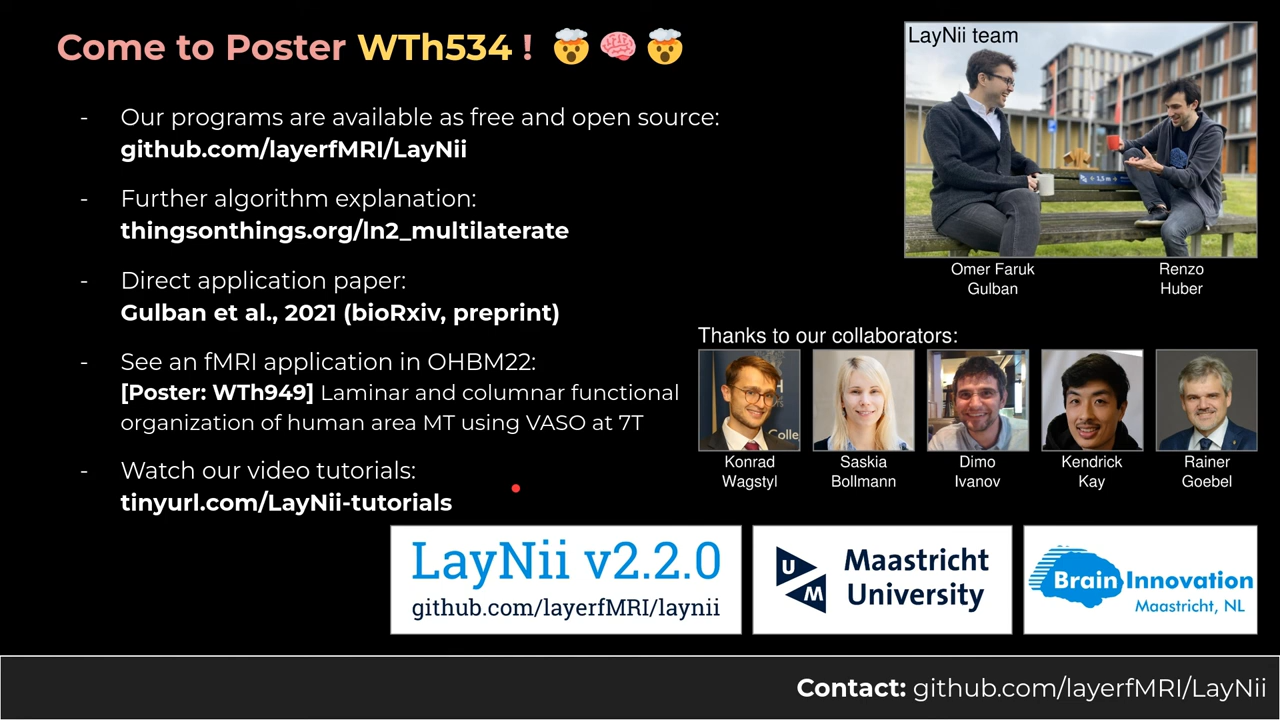 Come to Poster WTh534 ! 🤯 🧠 🤯
- Our programs are available as free and open source:
github.com/layerfMRI/LayNii
- Further algorithm explanation:
thingsonthings.org/ln2_multilaterate
- Direct application paper:
Gulban et al., 2021 (bioRxiv, preprint)
- See an fMRI application in OHBM22:
[Poster: WTh949] Laminar and columnar functional
organization of human area MT using VASO at 7T
- Watch our video tutorials:
tinyurl.com/LayNii-tutorials
LayNii team
1,5 m
Omer Faruk
Gulban
Renzo
Huber
Thanks to our collaborators:
Colle
Konrad
Wagstyl
Saskia
Bollmann
Dimo
Ivanov
Kendrick
Kay
Rainer
Goebel
LayNii v2.2.0
github.com/layerfMRI/laynii
UM
Maastricht
University
Brain Innovation
Maastricht, NL
Contact: github.com/layerfMRI/LayNii